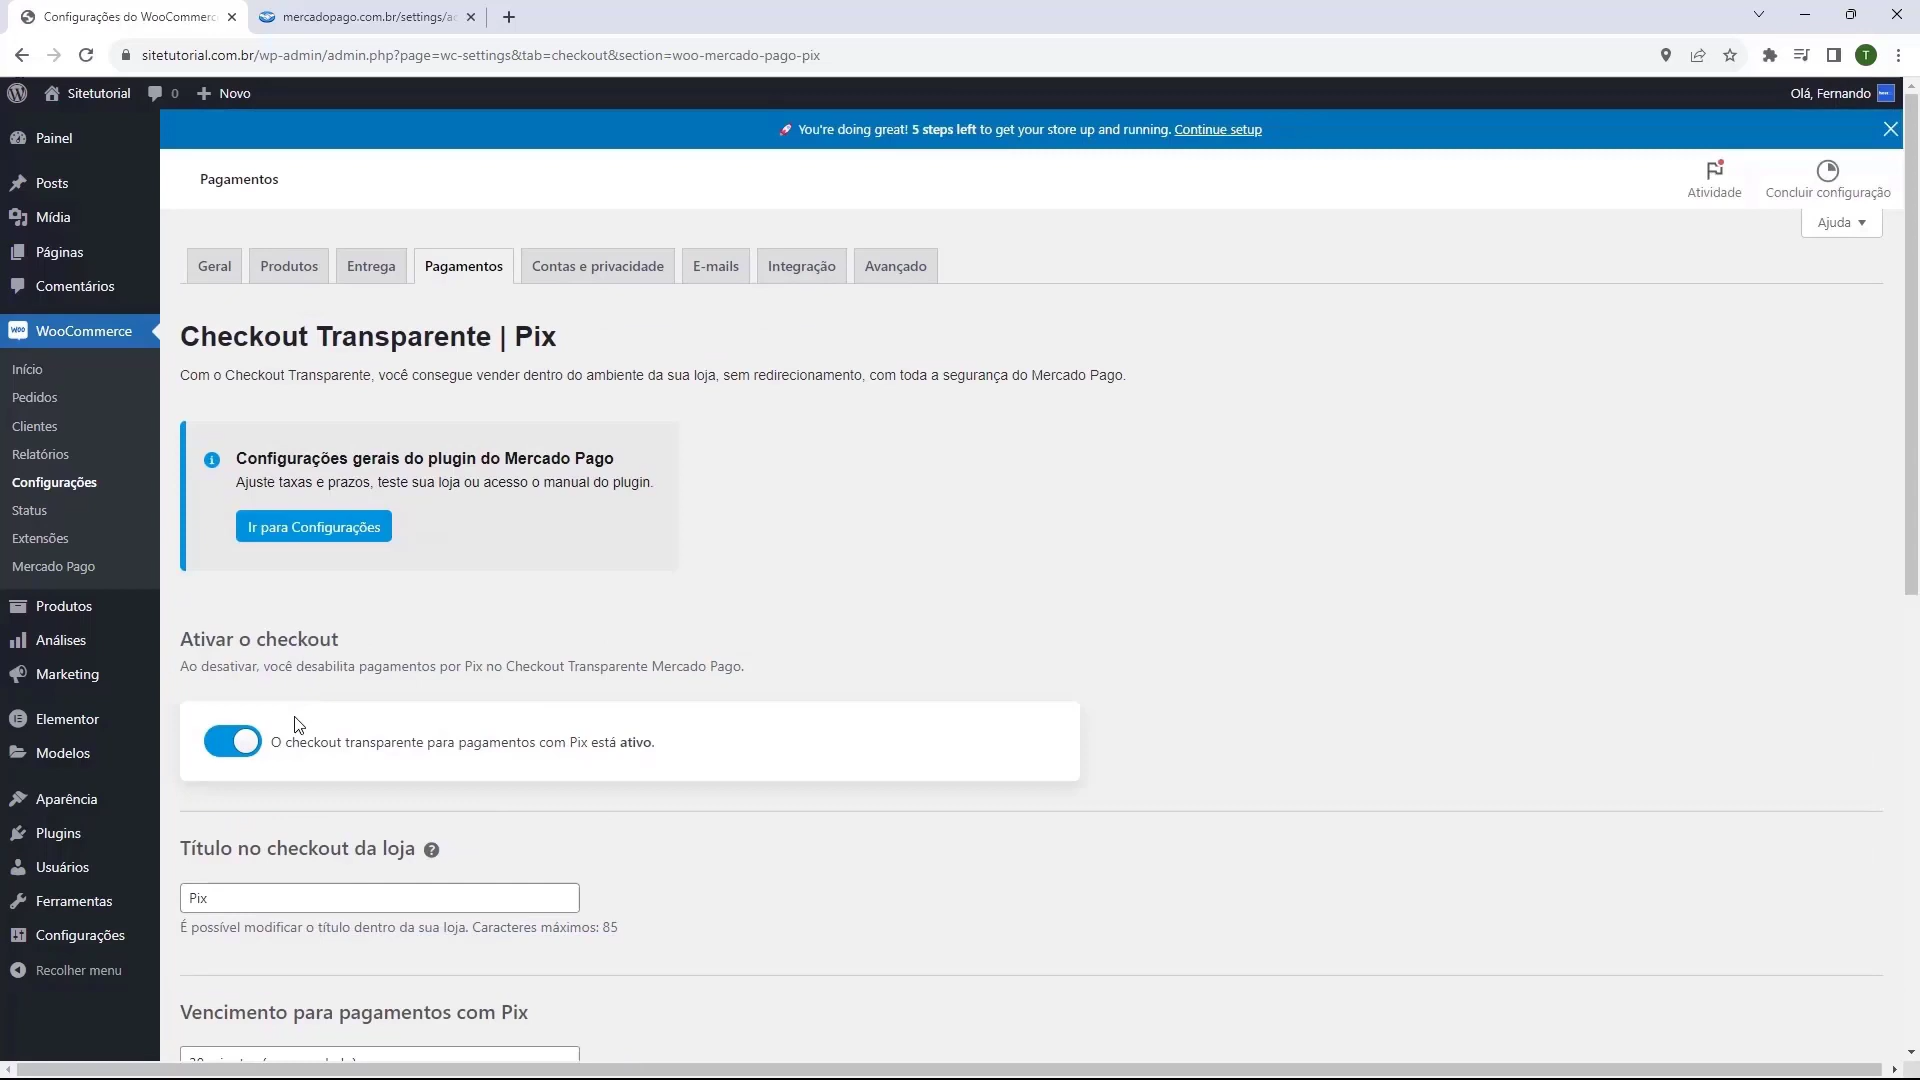 Configurações do WooCommerc
mercadopago.com.br/settings/ac
sitetutorial.com.br/wp-admin/admin.php?page=wc-settings&tab=checkout&section=woo-mercado-pago-pix
T
Sitetutorial
0
Novo
Olá, Fernando
You're doing great! 5 steps left to get your store up and running. Continue setup
Painel
Posts
Mídia
Páginas
Comentários
WOO
WooCommerce
Início
Pedidos
Clientes
Relatórios
Configurações
Status
Extensões
Mercado Pago
Produtos
Análises
Marketing
Elementor
Modelos
Aparência
Plugins
Usuários
Ferramentas
Configurações
Recolher menu
Pagamentos
Atividade
Concluir configuração
Ajuda
Geral
Produtos
Entrega
Pagamentos
Contas e privacidade
E-mails
Integração
Avançado
Checkout Transparente | Pix
Com o Checkout Transparente, você consegue vender dentro do ambiente da sua loja, sem redirecionamento, com toda a segurança do Mercado Pago.
Configurações gerais do plugin do Mercado Pago
Ajuste taxas e prazos, teste sua loja ou acesso o manual do plugin.
Ir para Configurações
Ativar o checkout
Ao desativar, você desabilita pagamentos por Pix no Checkout Transparente Mercado Pago.
O checkout transparente para pagamentos com Pix está ativo.
Título no checkout da loja
Pix
É possível modificar o título dentro da sua loja. Caracteres máximos: 85
Vencimento para pagamentos com Pix